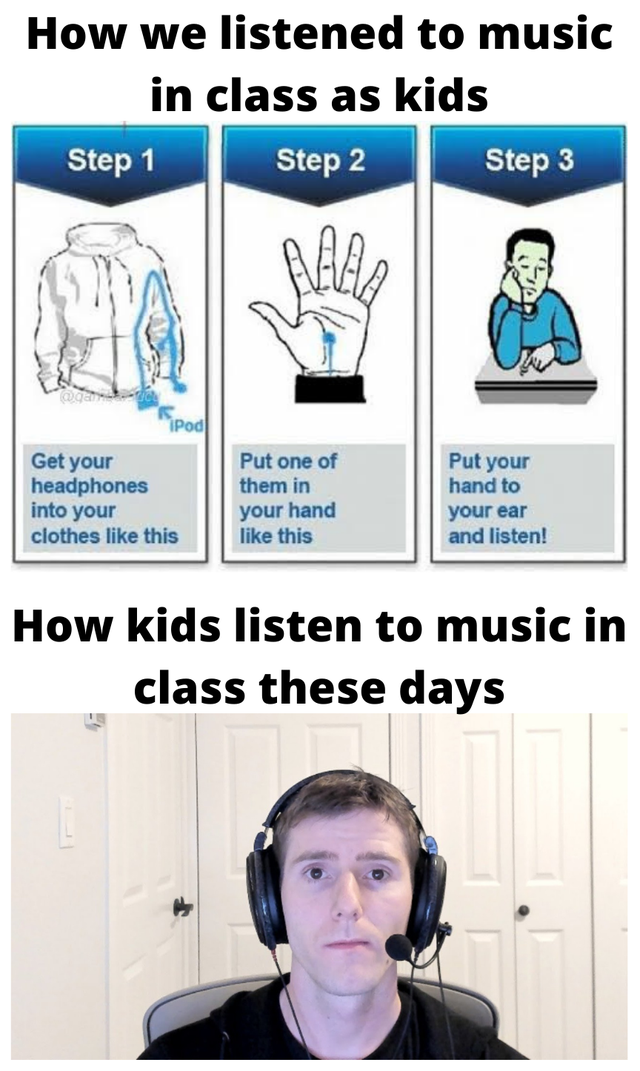 How we listened to music
in class as kids
Step 1
Step 2
Step 3
iPod
Get your
headphones
into your
clothes like this
Put one of
them in
your hand
like this
Put your
hand to
your ear
and listen!
How kids listen to music in
class these days